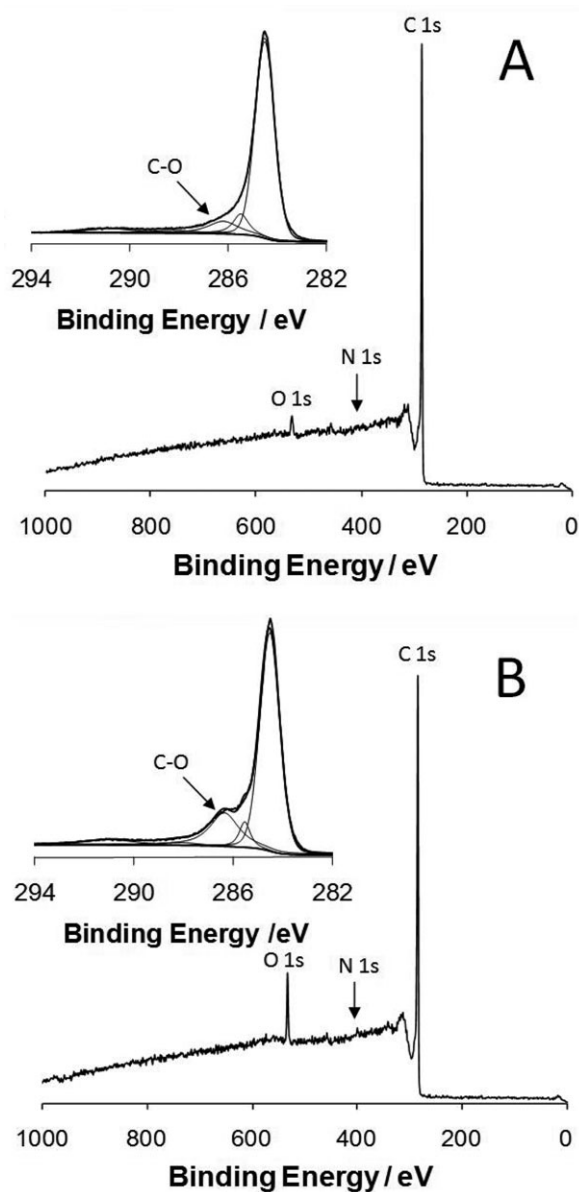 C 1s
A
C-O
294 290 286 282
Binding Energy / eV
N 1s
O 1s
1000 800 600 400 200 0
Binding Energy / eV
C 1s
B
C-O
294 290 286 282
Binding Energy /eV
O 1s N 1s
1000 800 600 400 200 0
Binding Energy / eV